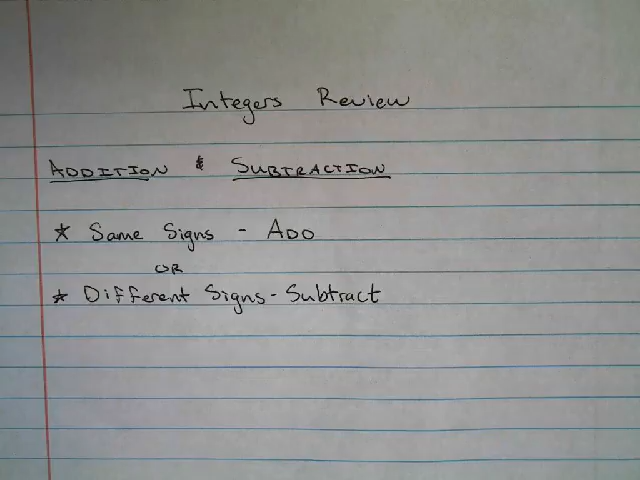 Integers Review
ADDITION & SUBTRACTION
* Same Signs - ADD
OR
* Different Signs - Subtract